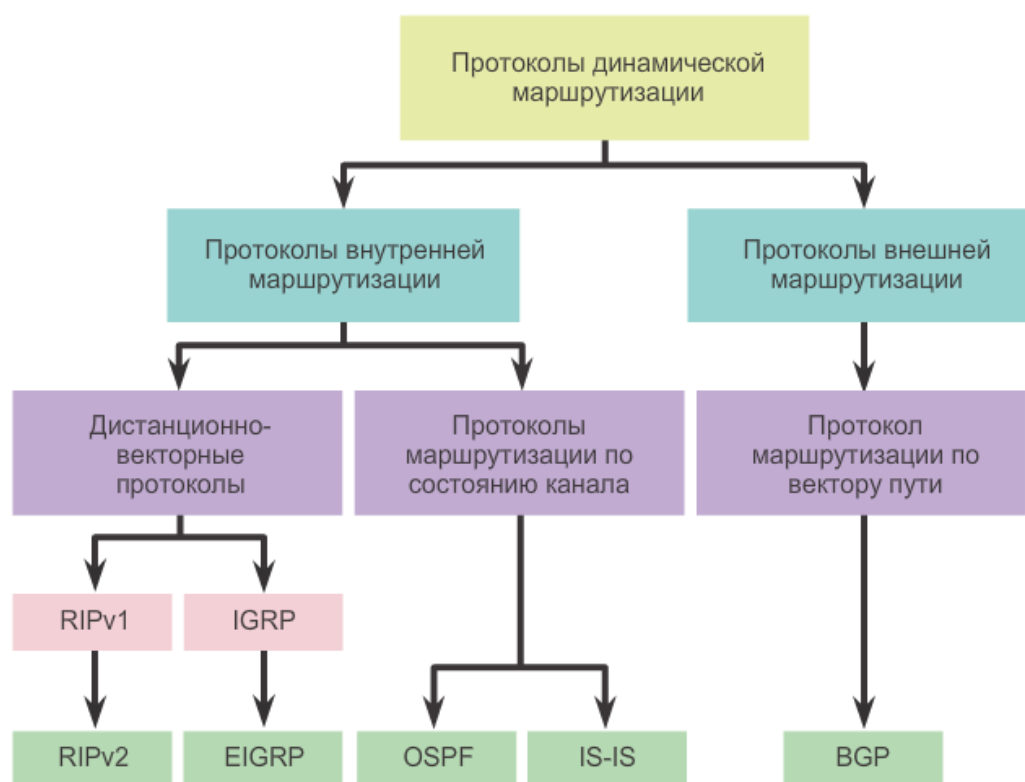 Протоколы динамической
маршрутизации
Протоколы внутренней
маршрутизации
Протоколы внешней
маршрутизации
Дистанционно-
векторные
протоколы
Протоколы
маршрутизации по
состоянию канала
Протокол
маршрутизации по
вектору пути
RIPv1
IGRP
RIPv2
EIGRP
OSPF
IS-IS
BGP